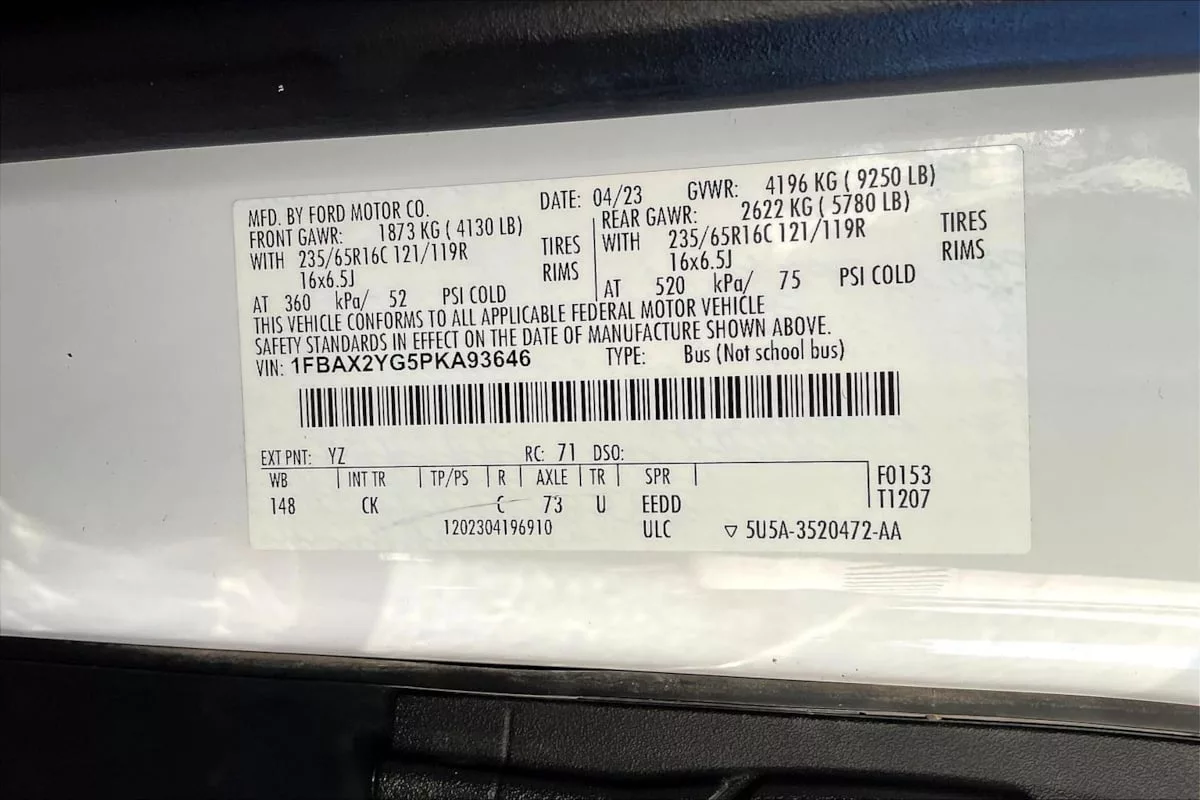 MFD. BY FORD MOTOR CO. DATE: 04/23 GVWR: 4196 KG ( 9250 LB)
FRONT GAWR: 1873 KG ( 4130 LB) REAR GAWR: 2622 KG ( 5780 LB)
WITH 235/65R16C 121/119R TIRES WITH 235/65R16C 121/119R TIRES
16x6.5J RIMS 16x6.5J RIMS
AT 360 kPa/ 52 PSI COLD AT 520 kPa/ 75 PSI COLD
THIS VEHICLE CONFORMS TO ALL APPLICABLE FEDERAL MOTOR VEHICLE
SAFETY STANDARDS IN EFFECT ON THE DATE OF MANUFACTURE SHOWN ABOVE.
VIN: 1FBAX2YG5PKA93646 TYPE: Bus (Not school bus)
EXT PNT: YZ RC: 71 DSO:
WB INT TR TP/PS R AXLE TR SPR F0153
148 CK C 73 U EEDD T1207
1202304196910 ULC ▽ 5U5A-3520472-AA